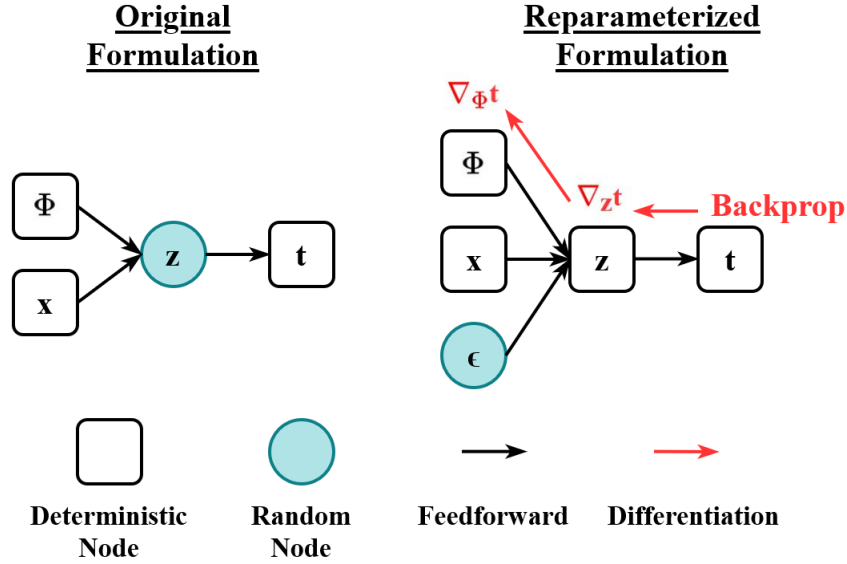 Original
Formulation
Φ
x
z
t
Reparameterized
Formulation
∇Φt
Φ
∇zt
Backprop
x
z
t
ϵ
Deterministic
Node
Random
Node
Feedforward
Differentiation